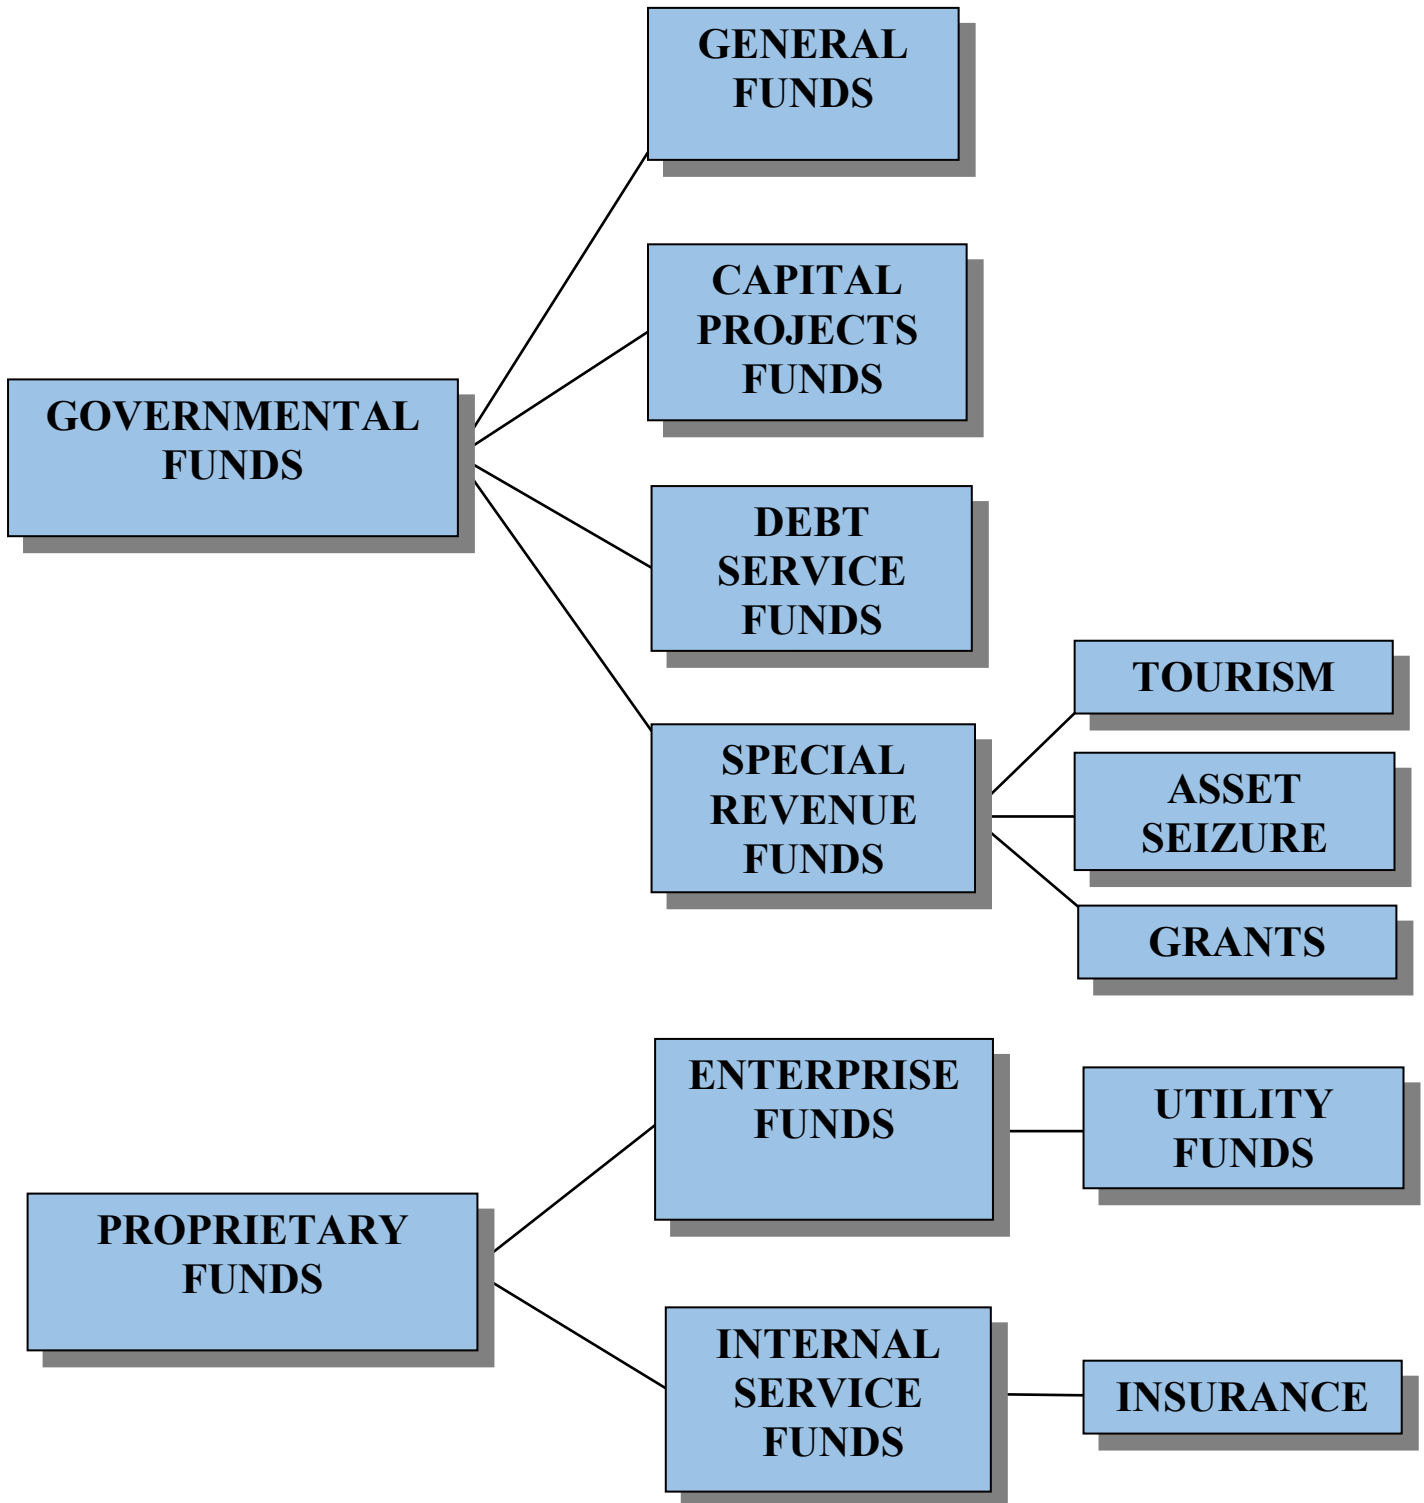 GENERAL
FUNDS
CAPITAL
PROJECTS
FUNDS
GOVERNMENTAL
FUNDS
DEBT
SERVICE
FUNDS
TOURISM
SPECIAL
REVENUE
FUNDS
ASSET
SEIZURE
GRANTS
ENTERPRISE
FUNDS
UTILITY
FUNDS
PROPRIETARY
FUNDS
INTERNAL
SERVICE
FUNDS
INSURANCE